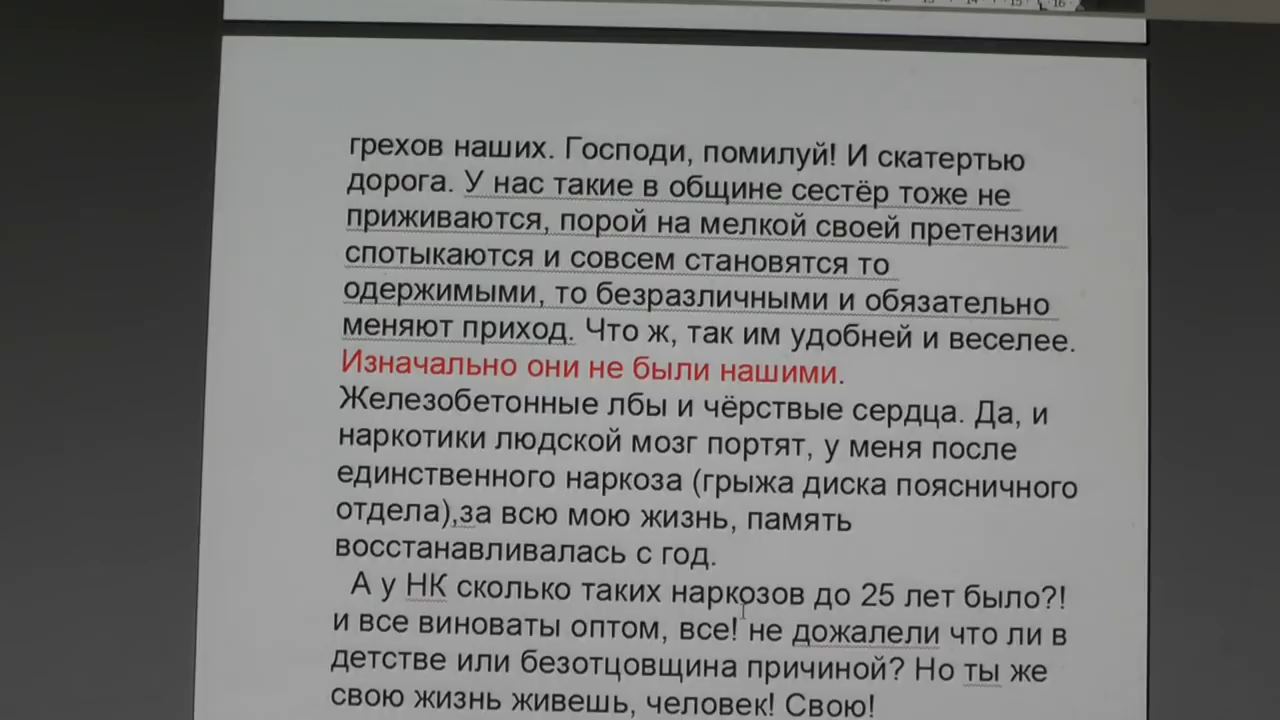 грехов наших. Господи, помилуй! И скатертью
дорога. У нас такие в общине сестёр тоже не
приживаются, порой на мелкой своей претензии
спотыкаются и совсем становятся то
одержимыми, то безразличными и обязательно
меняют приход. Что ж, так им удобней и веселее.
Изначально они не были нашими.
Железобетонные лбы и чёрствые сердца. Да, и
наркотики людской мозг портят, у меня после
единственного наркоза (грыжа диска поясничного
отдела),за всю мою жизнь, память
восстанавливалась с год.
А у НК сколько таких наркозов до 25 лет было?!
и все виноваты оптом, все! не дожалели что ли в
детстве или безотцовщина причиной? Но ты же
свою жизнь живешь, человек! Свою!